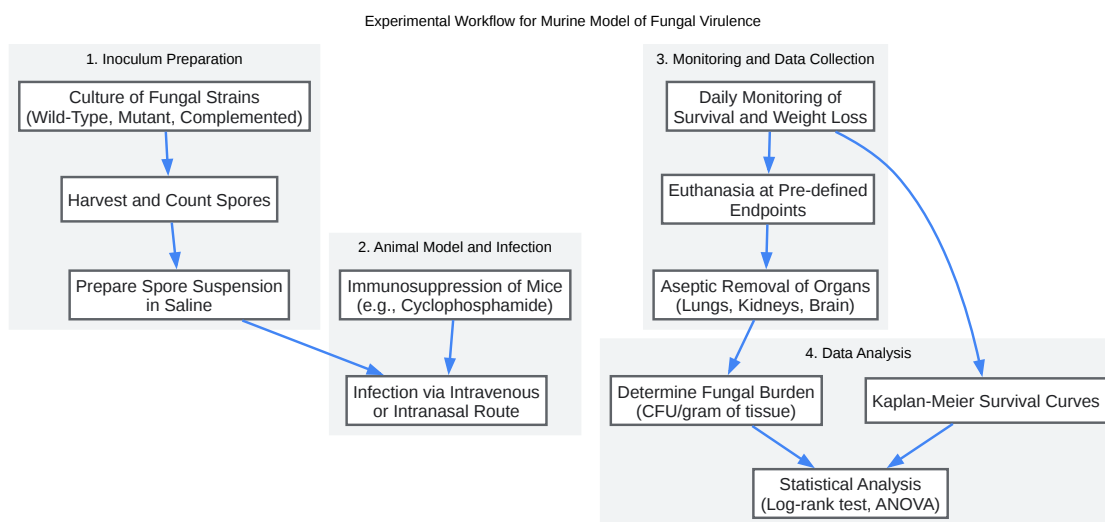 Experimental Workflow for Murine Model of Fungal Virulence
1. Inoculum Preparation
Culture of Fungal Strains
(Wild-Type, Mutant, Complemented)
Harvest and Count Spores
Prepare Spore Suspension
in Saline
2. Animal Model and Infection
Immunosuppression of Mice
(e.g., Cyclophosphamide)
Infection via Intravenous
or Intranasal Route
3. Monitoring and Data Collection
Daily Monitoring of
Survival and Weight Loss
Euthanasia at Pre-defined
Endpoints
Aseptic Removal of Organs
(Lungs, Kidneys, Brain)
4. Data Analysis
Determine Fungal Burden
(CFU/gram of tissue)
Kaplan-Meier Survival Curves
Statistical Analysis
(Log-rank test, ANOVA)